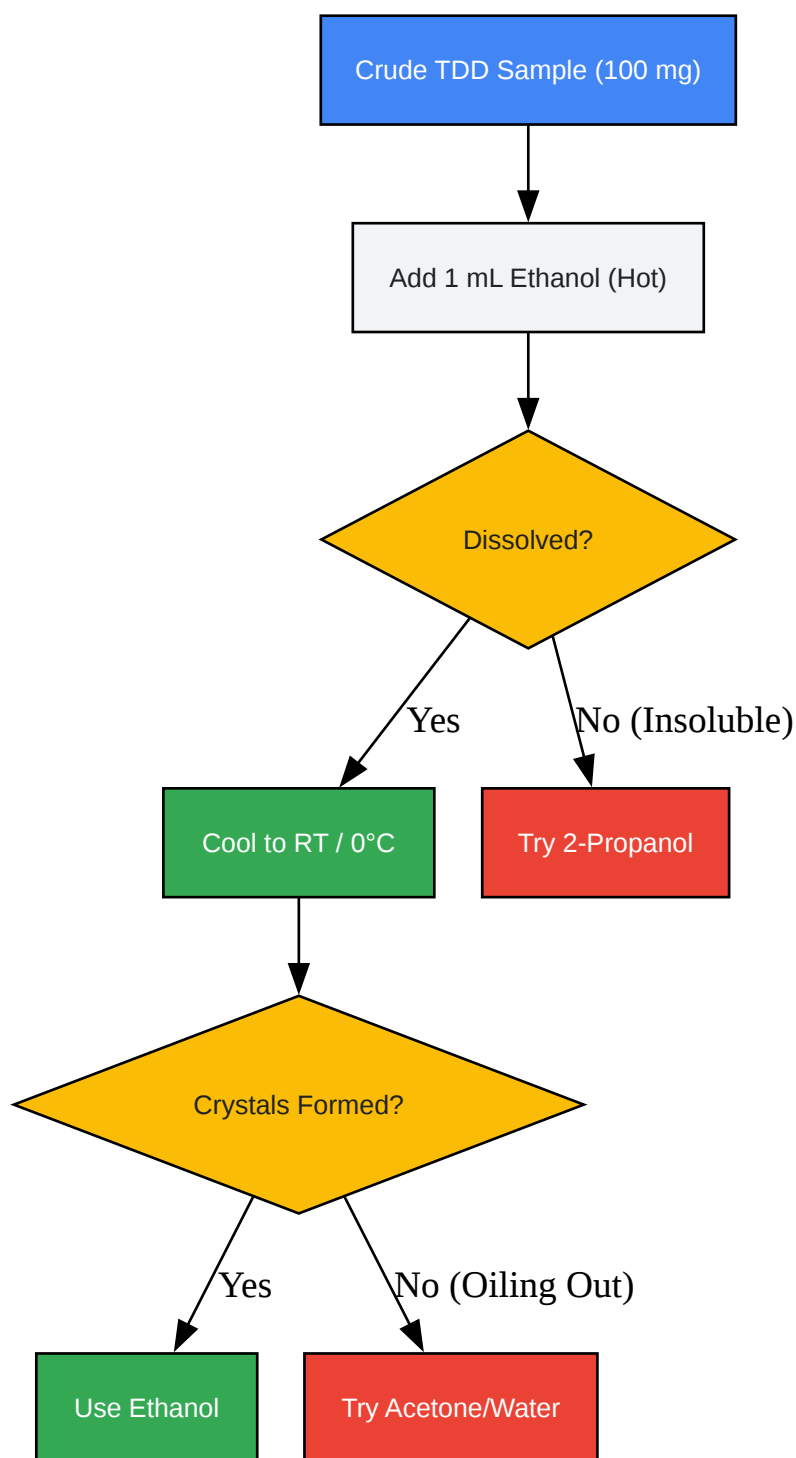 Crude TDD Sample (100 mg)
Add 1 mL Ethanol (Hot)
Dissolved?
Yes
No (Insoluble)
Cool to RT / 0°C
Try 2-Propanol
Crystals Formed?
Yes
No (Oiling Out)
Use Ethanol
Try Acetone/Water